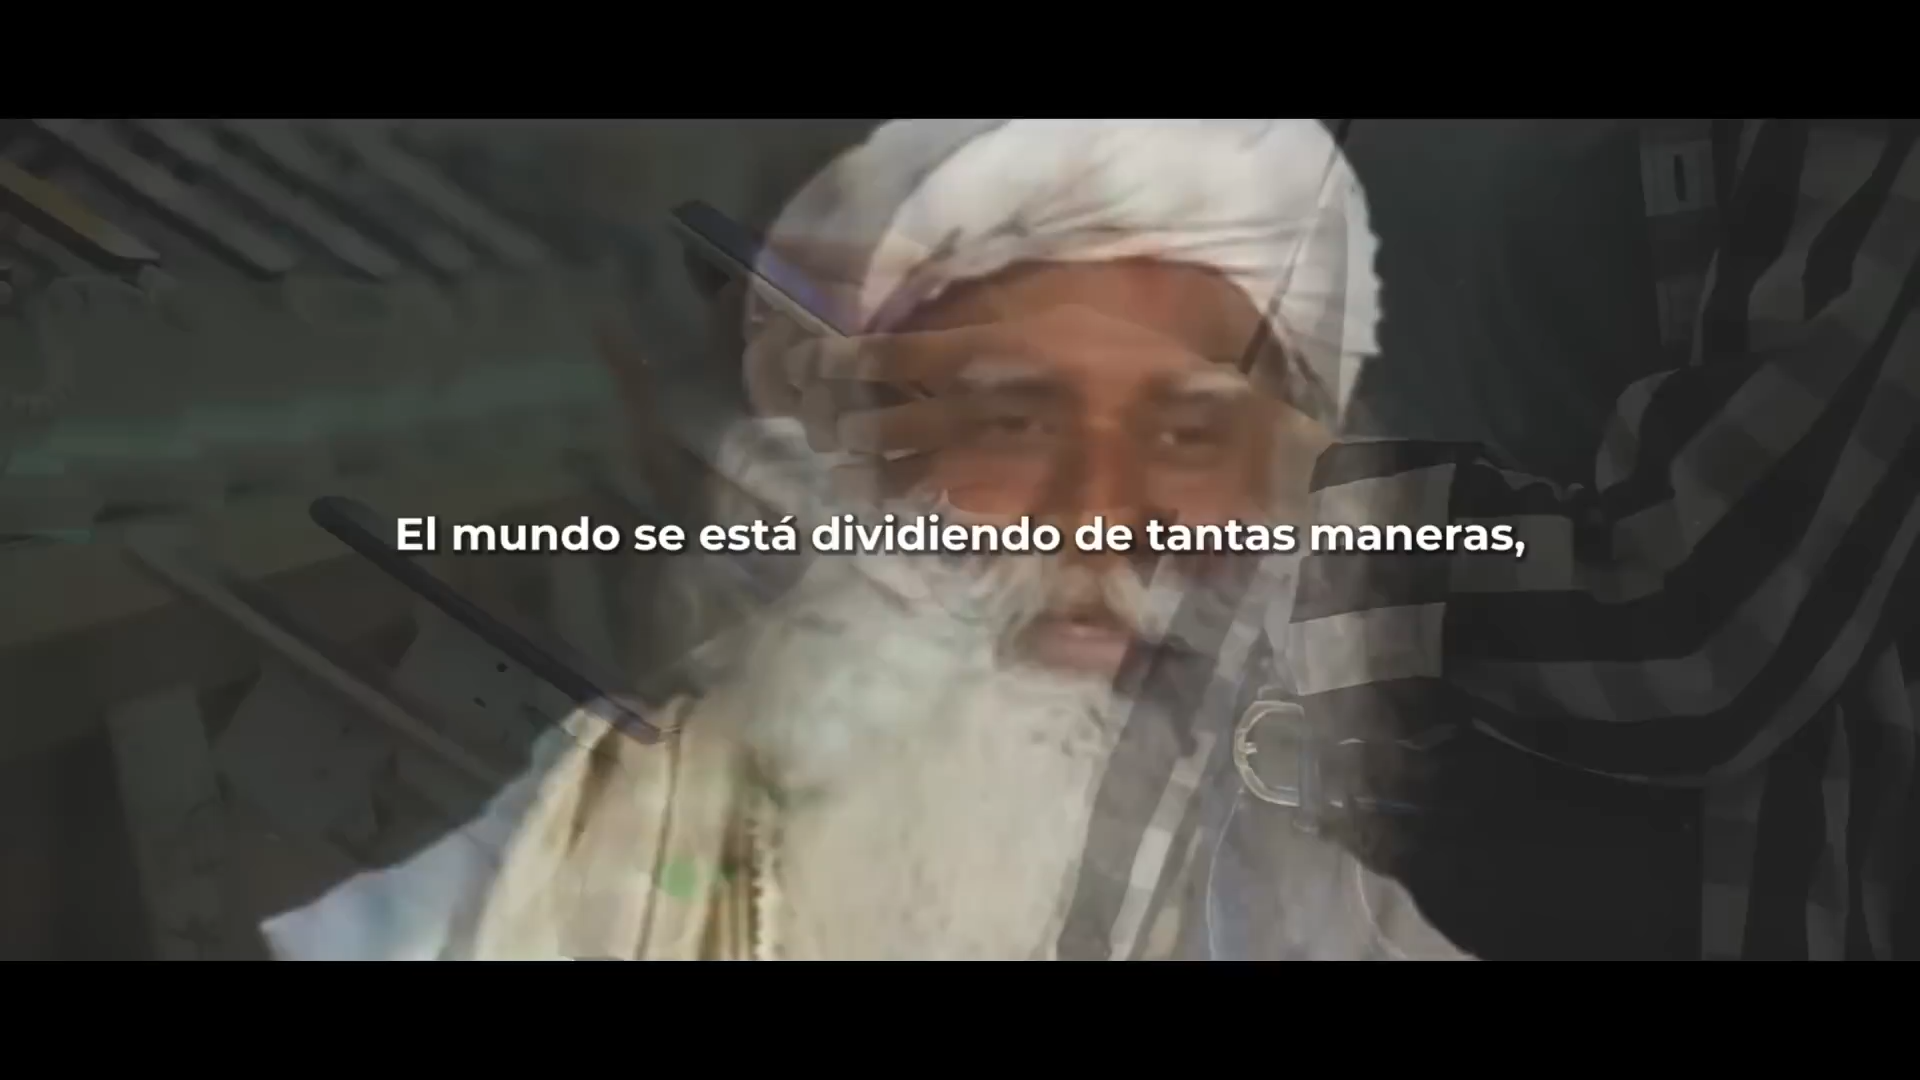 El mundo se está dividiendo de tantas maneras,